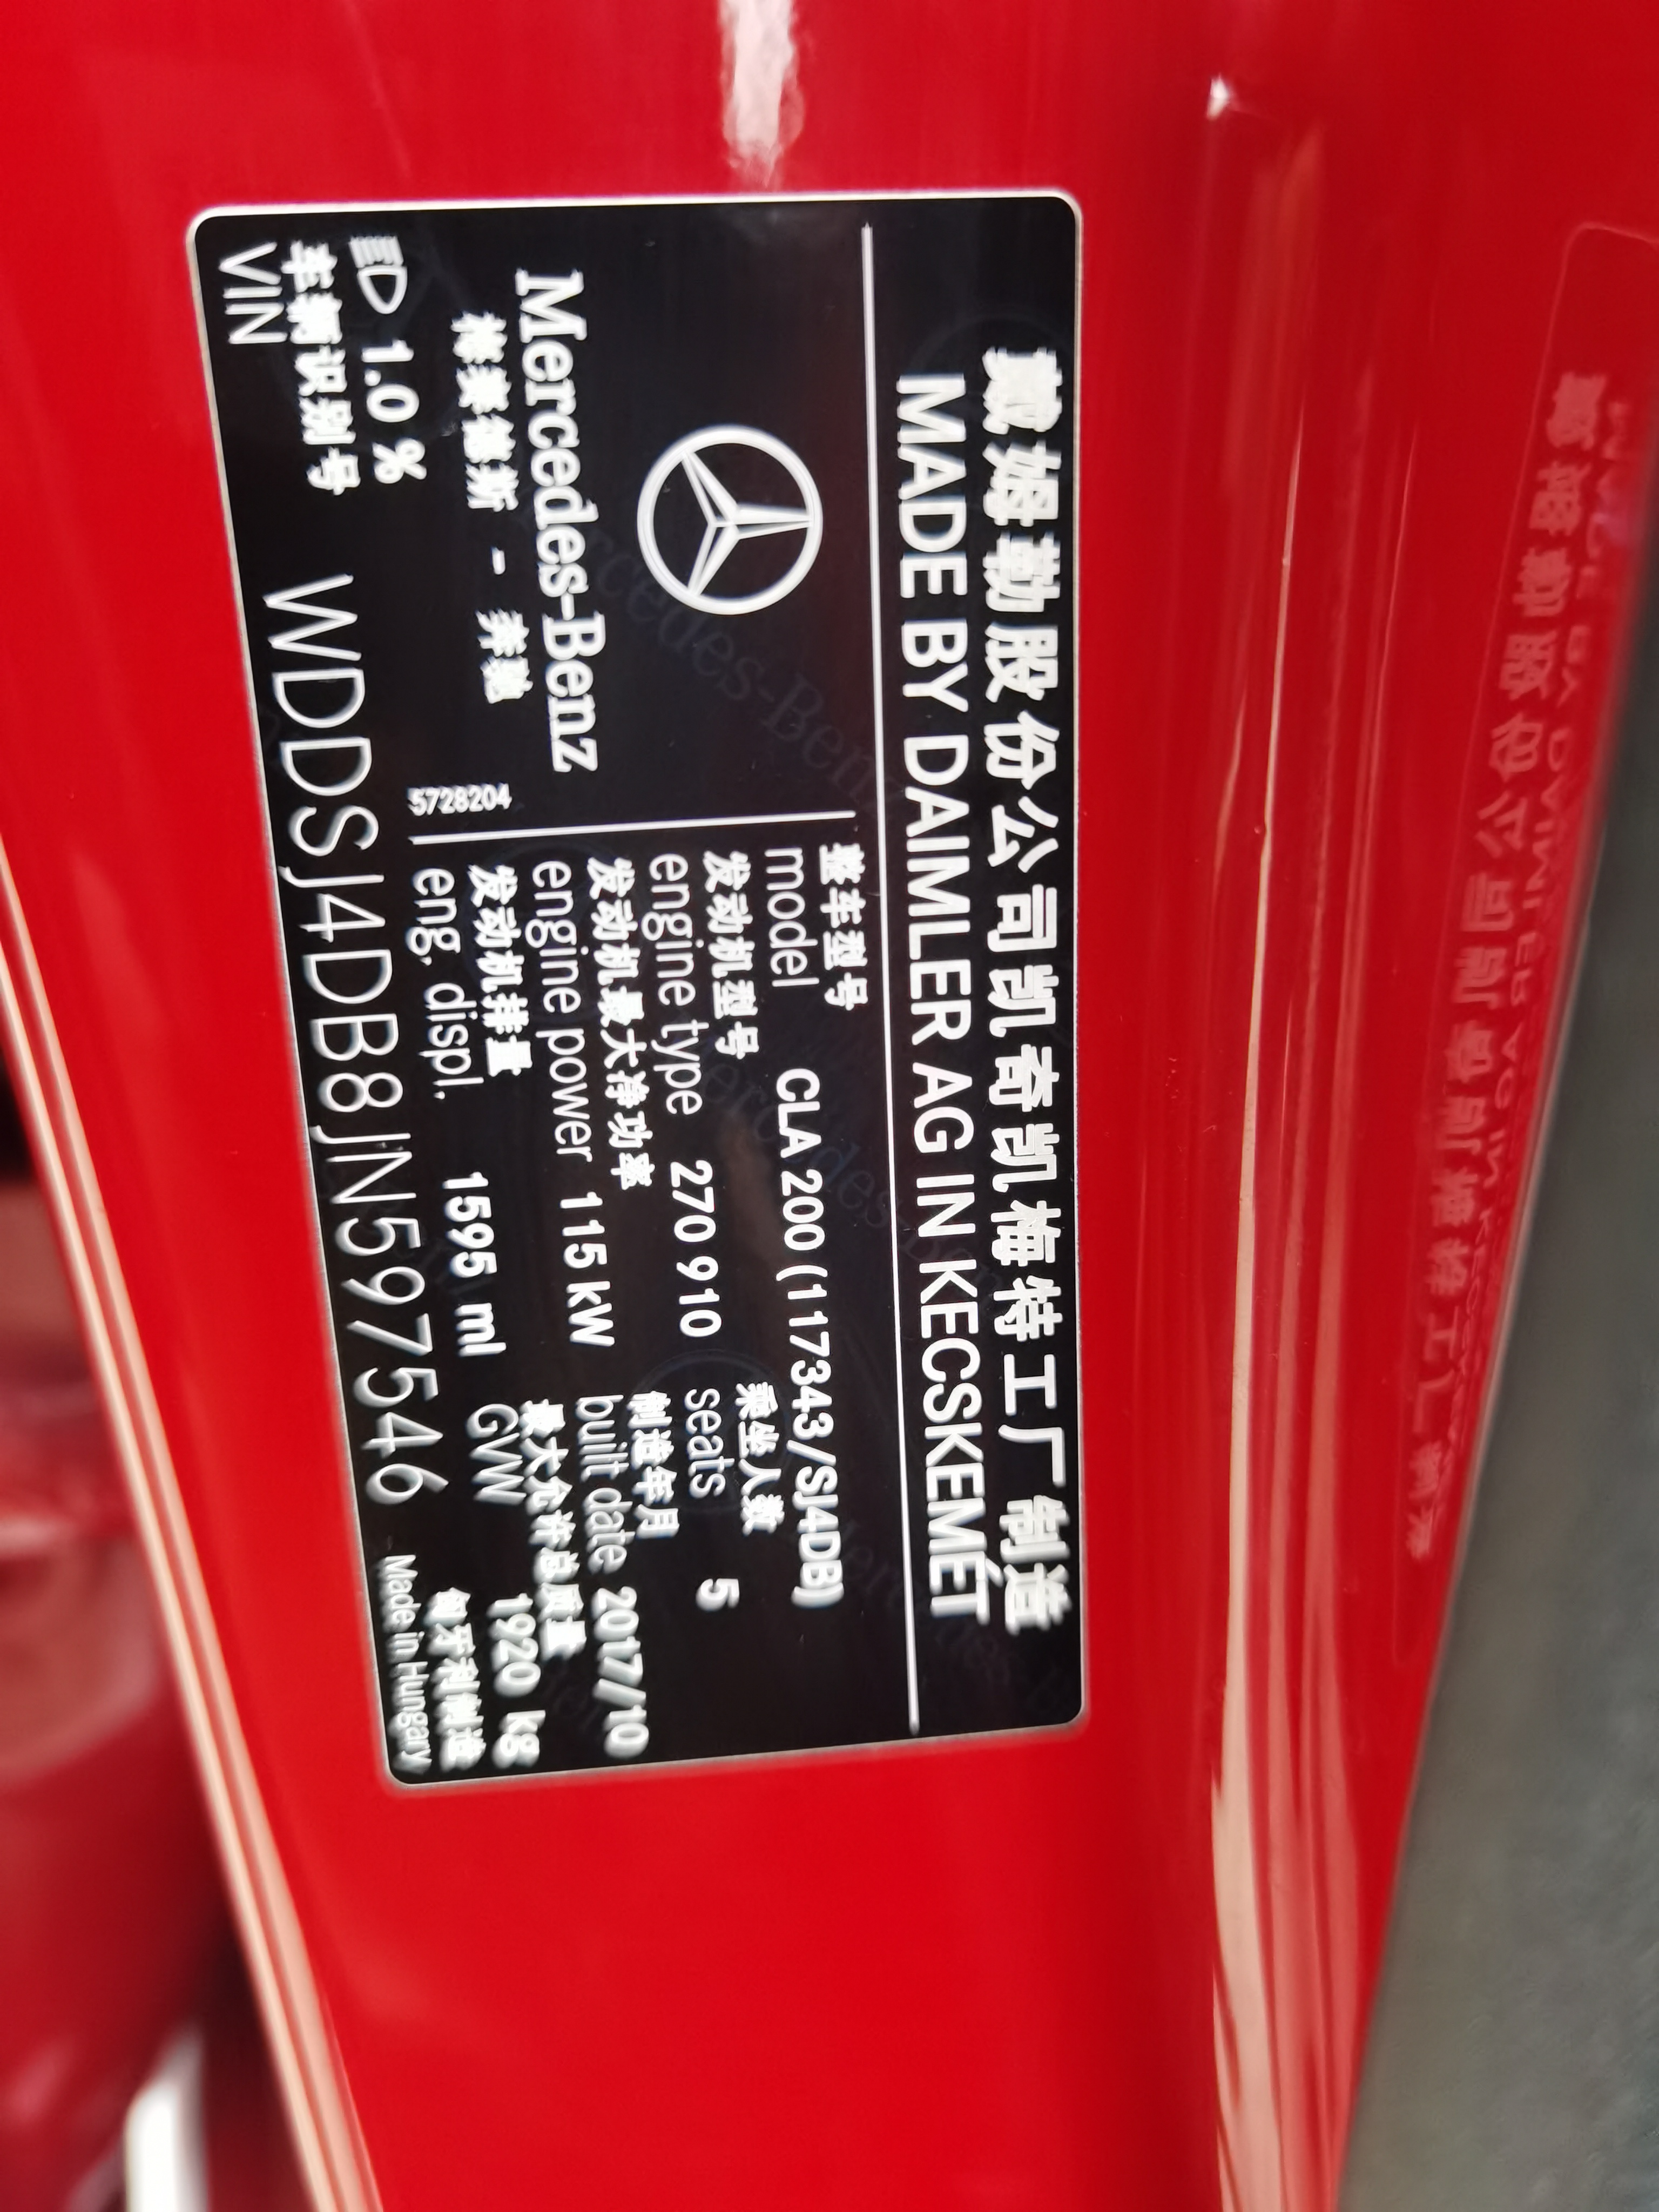 戴姆勒股份公司凯奇凯梅特工厂制造
MADE BY DAIMLER AG IN KECSKEMÉT
Mercedes-Benz
梅赛德斯 - 奔驰
5728204
整车型号
model CLA 200 (117343/SJ4DB)
发动机型号
engine type 270 910
乘坐人数
seats 5
发动机最大净功率
engine power 115 kW
制造年月
built date 2017/10
发动机排量
eng. displ. 1595 ml
最大允许总质量
GW 1920 kg
1.0 %
车辆识别号
VIN WDDSJ4DB8JN597546
匈牙利制造
Made in Hungary